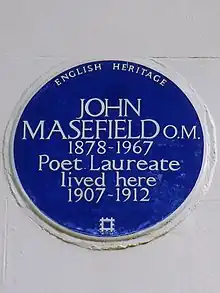 ENGLISH HERITAGE
JOHN
MASEFIELD O.M.
1878-1967
Poet Laureate
lived here
1907-1912